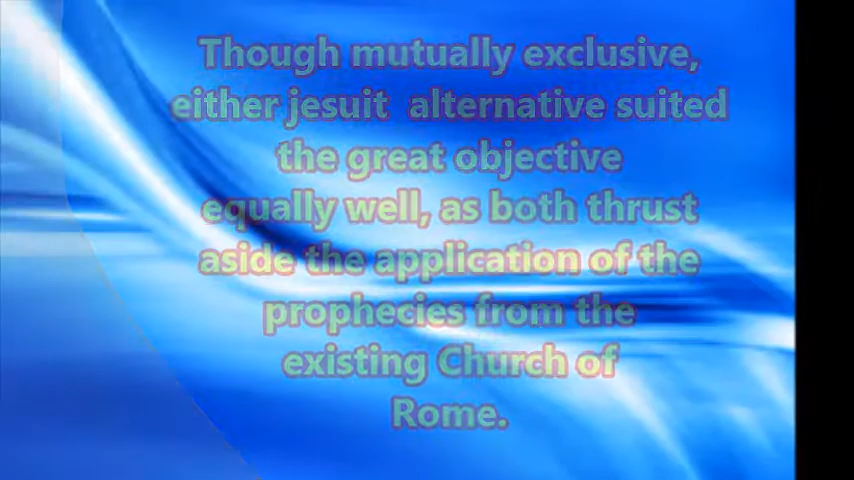 Though mutually exclusive,
either jesuit alternative suited
the great objective
equally well, as both thrust
aside the application of the
prophecies from the
existing Church of
Rome.